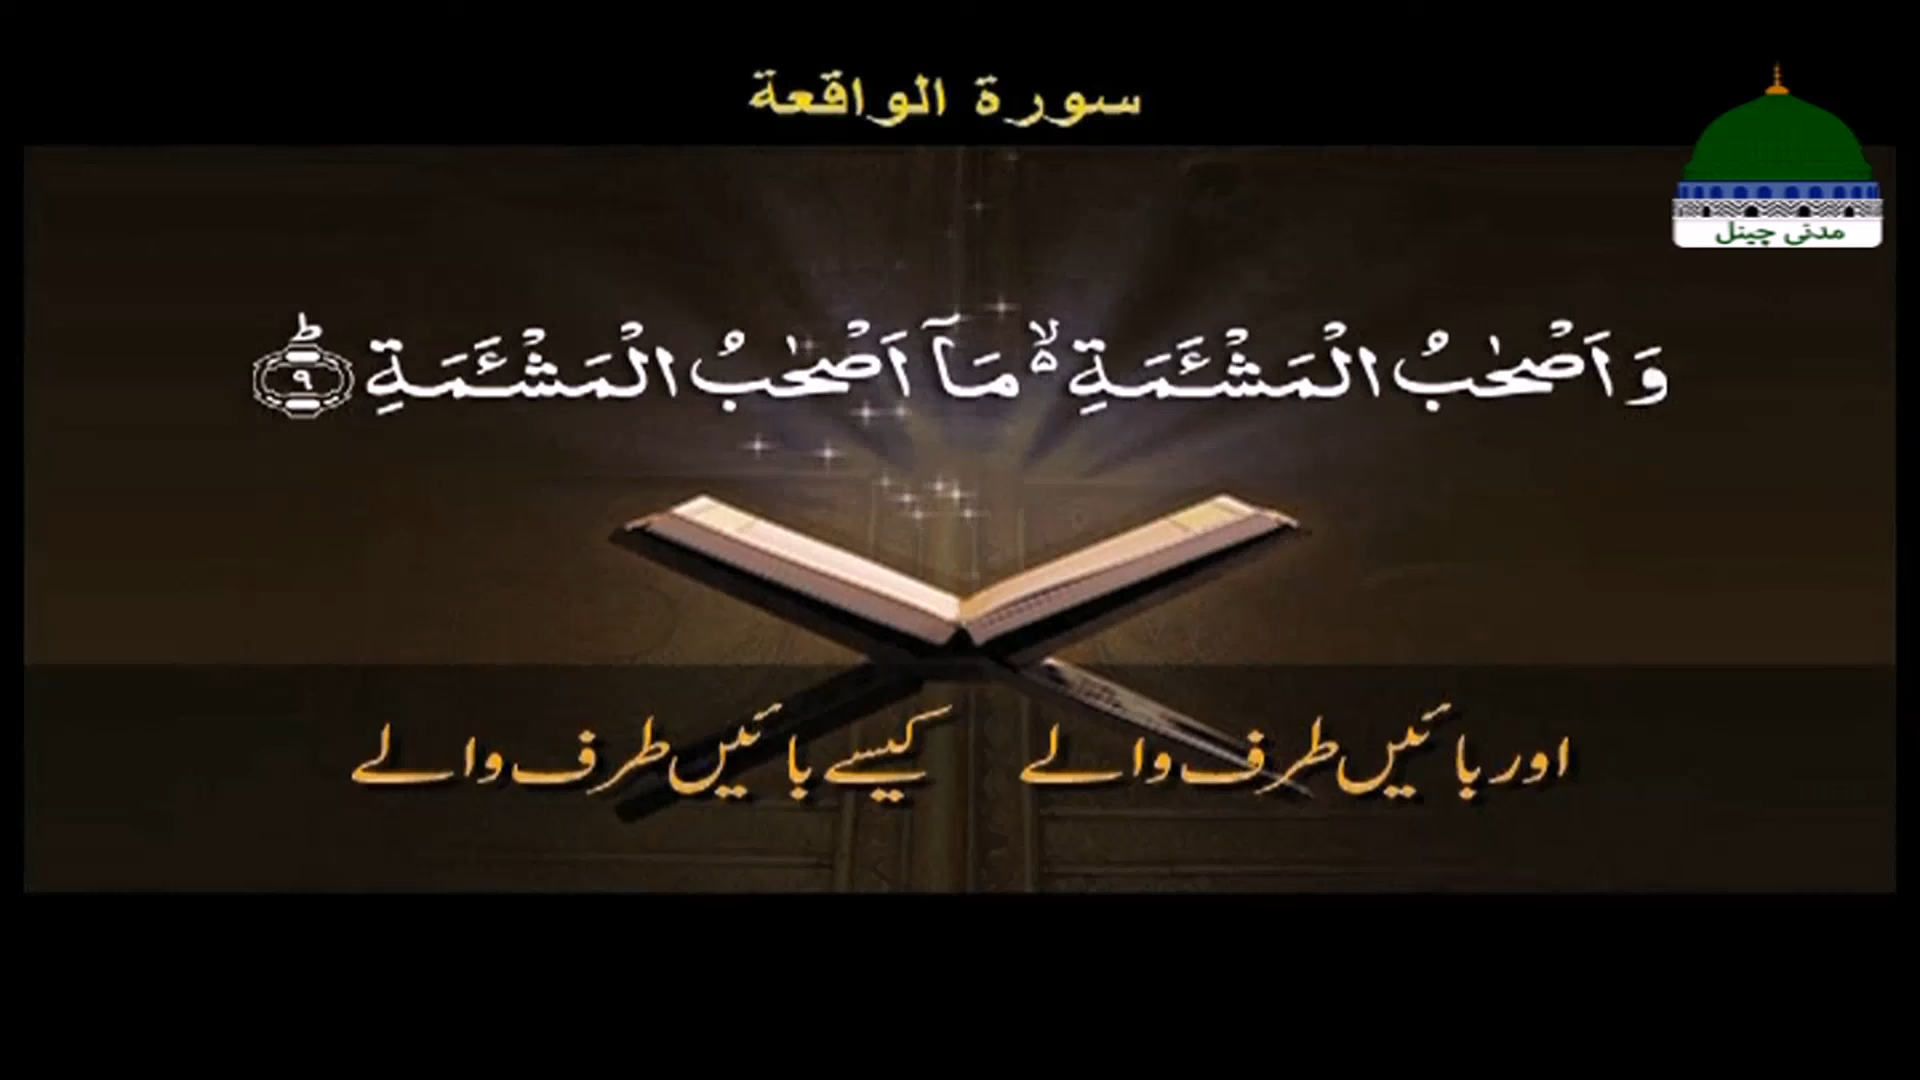 سورة الواقعة
مدنی چینل
وَ اَصْحٰبُ الْمَشْـَٔمَةِ ۙ۬ مَاۤ اَصْحٰبُ الْمَشْـَٔمَةِ ؕ﴿۹﴾
اور بائیں طرف والے کیسے بائیں طرف والے